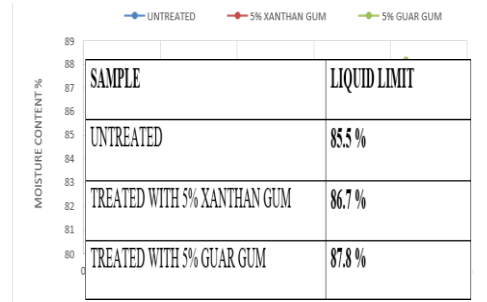 UNTREATED 5% XANTHAN GUM 5% GUAR GUM
MOISTURE CONTENT %
89
88
87
86
85
84
83
82
81
80
0
SAMPLE LIQUID LIMIT
UNTREATED 85.5 %
TREATED WITH 5% XANTHAN GUM 86.7 %
TREATED WITH 5% GUAR GUM 87.8 %